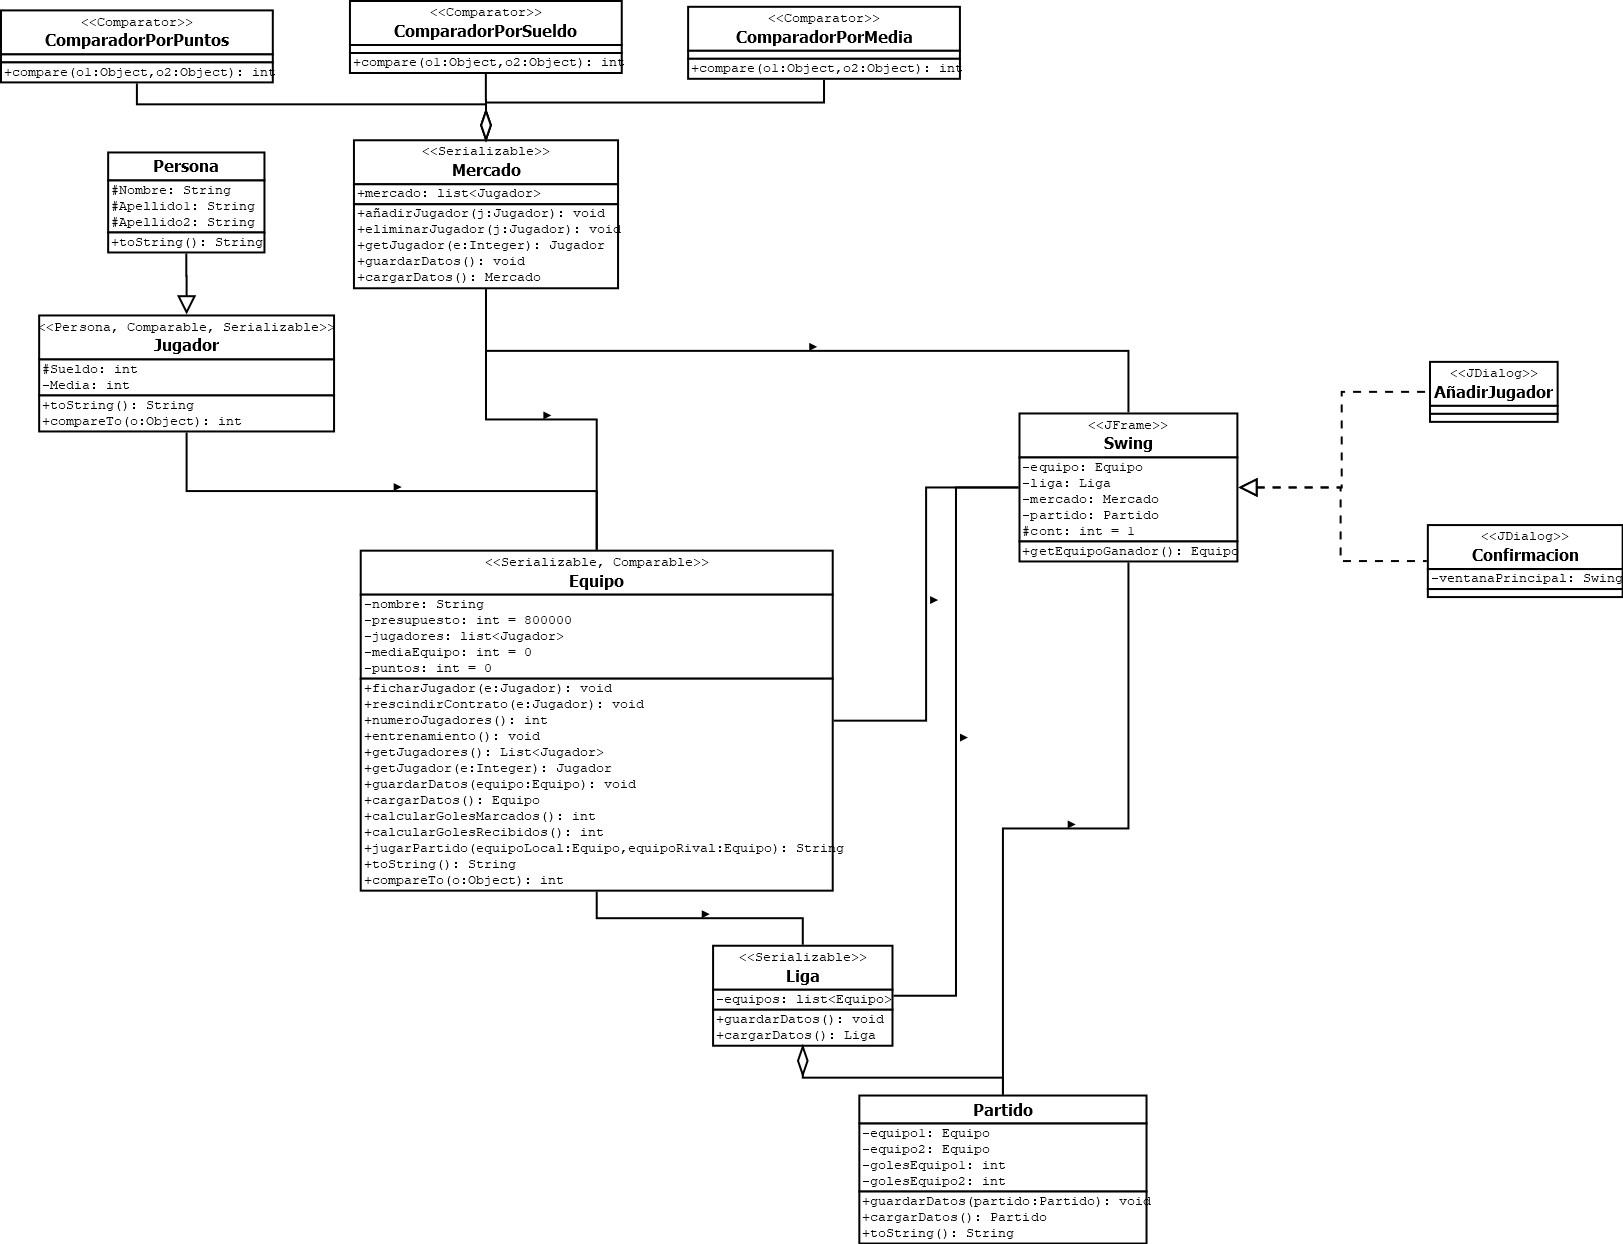 <<Comparator>>
ComparadorPorPuntos
+compare(o1:Object,o2:Object): int
<<Comparator>>
ComparadorPorSueldo
+compare(o1:Object,o2:Object): int
<<Comparator>>
ComparadorPorMedia
+compare(o1:Object,o2:Object): int
Persona
#Nombre: String
#Apellido1: String
#Apellido2: String
+toString(): String
<<Serializable>>
Mercado
+mercado: list<Jugador>
+añadirJugador(j:Jugador): void
+eliminarJugador(j:Jugador): void
+getJugador(e:Integer): Jugador
+guardarDatos(): void
+cargarDatos(): Mercado
<<Persona, Comparable, Serializable>>
Jugador
#Sueldo: int
-Media: int
+toString(): String
+compareTo(o:Object): int
<<JFrame>>
Swing
-equipo: Equipo
-liga: Liga
-mercado: Mercado
-partido: Partido
#cont: int = 1
+getEquipoGanador(): Equipo
<<JDialog>>
AñadirJugador
<<JDialog>>
Confirmacion
-ventanaPrincipal: Swing
<<Serializable, Comparable>>
Equipo
-nombre: String
-presupuesto: int = 800000
-jugadores: list<Jugador>
-mediaEquipo: int = 0
-puntos: int = 0
+ficharJugador(e:Jugador): void
+rescindirContrato(e:Jugador): void
+numeroJugadores(): int
+entrenamiento(): void
+getJugadores(): List<Jugador>
+getJugador(e:Integer): Jugador
+guardarDatos(equipo:Equipo): void
+cargarDatos(): Equipo
+calcularGolesMarcados(): int
+calcularGolesRecibidos(): int
+jugarPartido(equipoLocal:Equipo,equipoRival:Equipo): String
+toString(): String
+compareTo(o:Object): int
<<Serializable>>
Liga
-equipos: list<Equipo>
+guardarDatos(): void
+cargarDatos(): Liga
Partido
-equipo1: Equipo
-equipo2: Equipo
-golesEquipo1: int
-golesEquipo2: int
+guardarDatos(partido:Partido): void
+cargarDatos(): Partido
+toString(): String